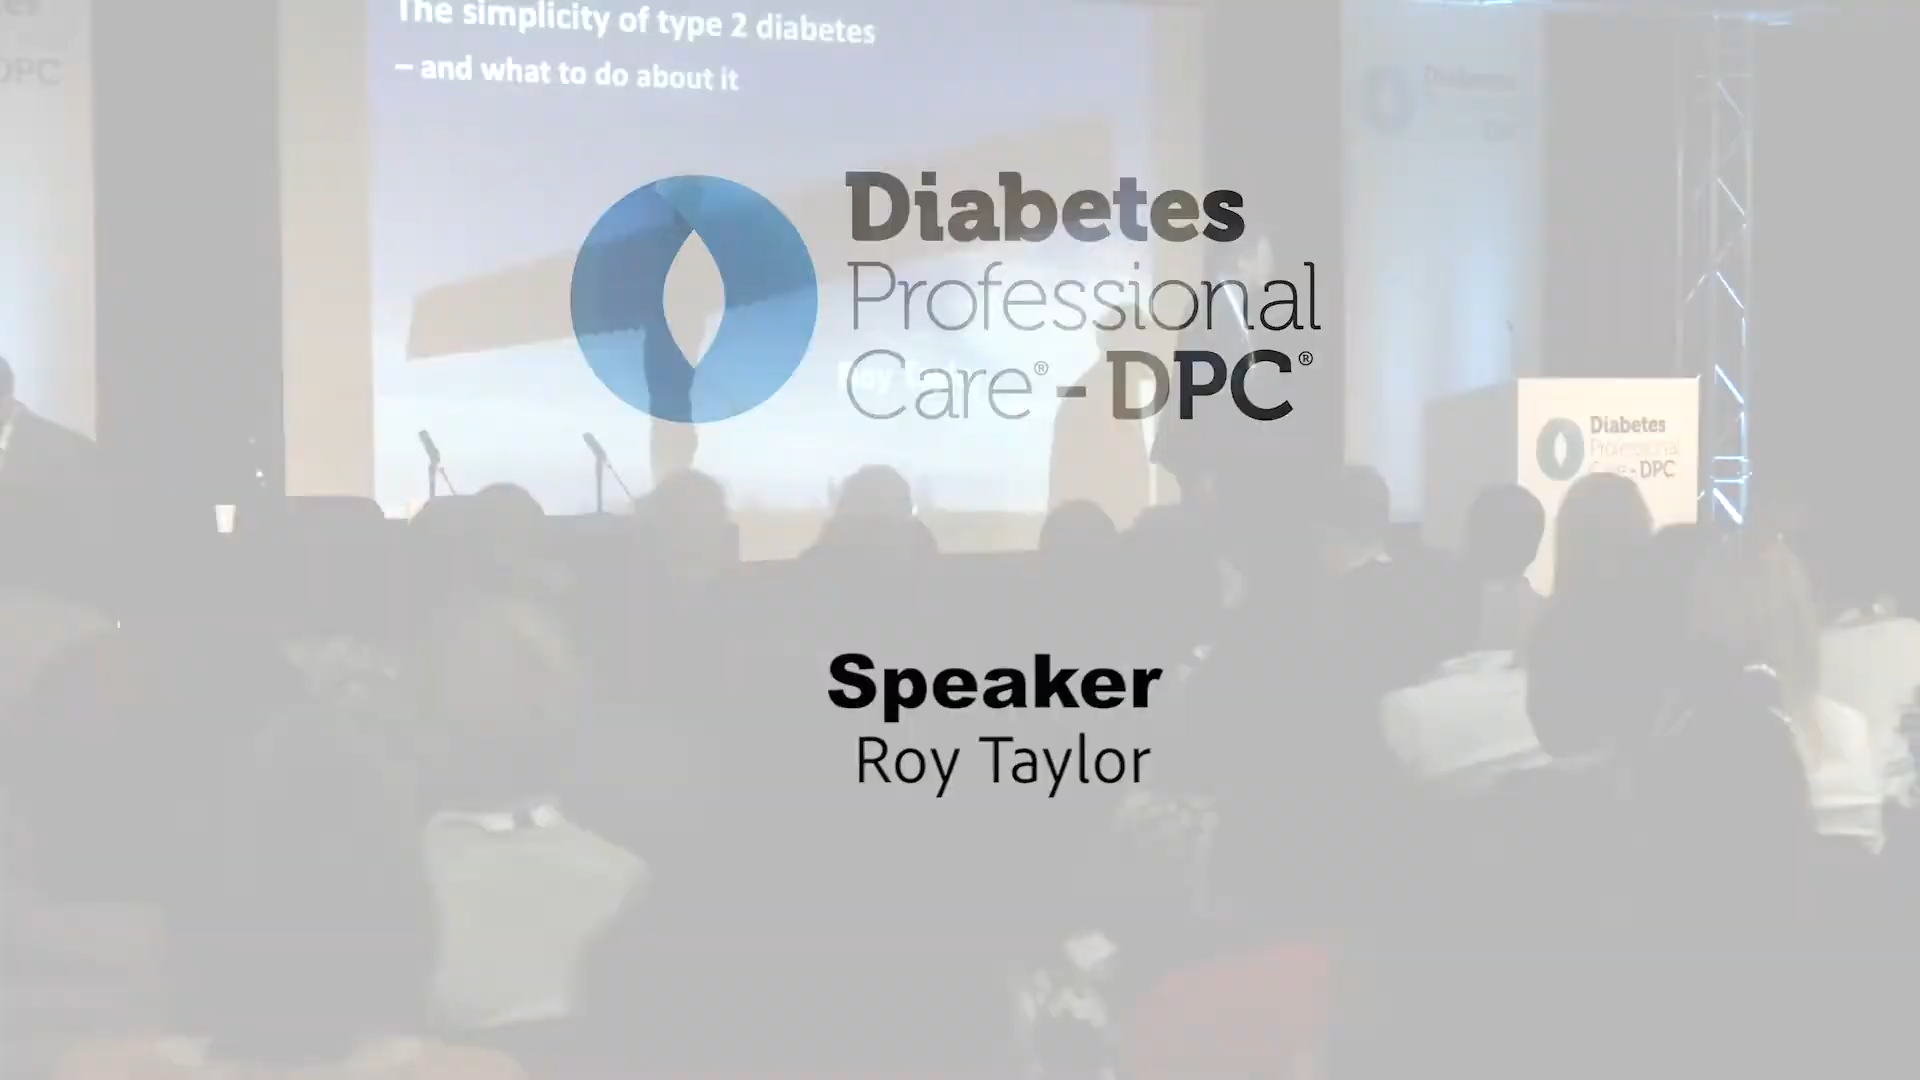 The simplicity of type 2 diabetes
– and what to do about it
DPC
Diabetes
Professional
Care® - DPC®
Diabetes
Professional
Care - DPC
Speaker
Roy Taylor